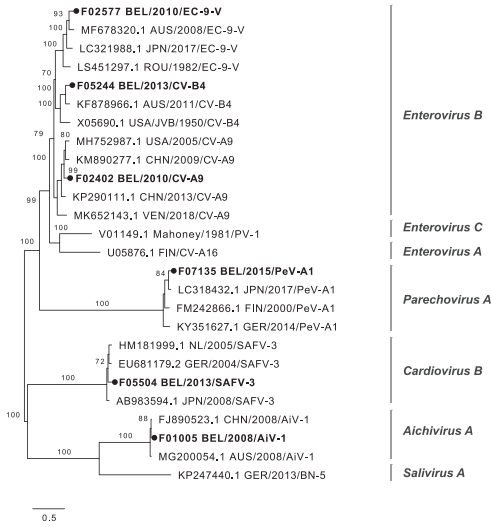 93
F02577 BEL/2010/EC-9-V
MF678320.1 AUS/2008/EC-9-V
100
LC321988.1 JPN/2017/EC-9-V
LS451297.1 ROU/1982/EC-9-V
70
F05244 BEL/2013/CV-B4
100
KF878966.1 AUS/2011/CV-B4
100
Enterovirus B
X05690.1 USA/JVB/1950/CV-B4
79
80
MH752987.1 USA/2005/CV-A9
100
KM890277.1 CHN/2009/CV-A9
99
F02402 BEL/2010/CV-A9
KP290111.1 CHN/2013/CV-A9
99
MK652143.1 VEN/2018/CV-A9
V01149.1 Mahoney/1981/PV-1
Enterovirus C
100
100
U05876.1 FIN/CV-A16
Enterovirus A
84
F07135 BEL/2015/PeV-A1
LC318432.1 JPN/2017/PeV-A1
100
FM242866.1 FIN/2000/PeV-A1
Parechovirus A
KY351627.1 GER/2014/PeV-A1
HM181999.1 NL/2005/SAFV-3
72
EU681179.2 GER/2004/SAFV-3
Cardiovirus B
100
F05504 BEL/2013/SAFV-3
AB983594.1 JPN/2008/SAFV-3
88
FJ890523.1 CHN/2008/AiV-1
100
100
F01005 BEL/2008/AiV-1
Aichivirus A
100
MG200054.1 AUS/2008/AiV-1
KP247440.1 GER/2013/BN-5
Salivirus A
0.5